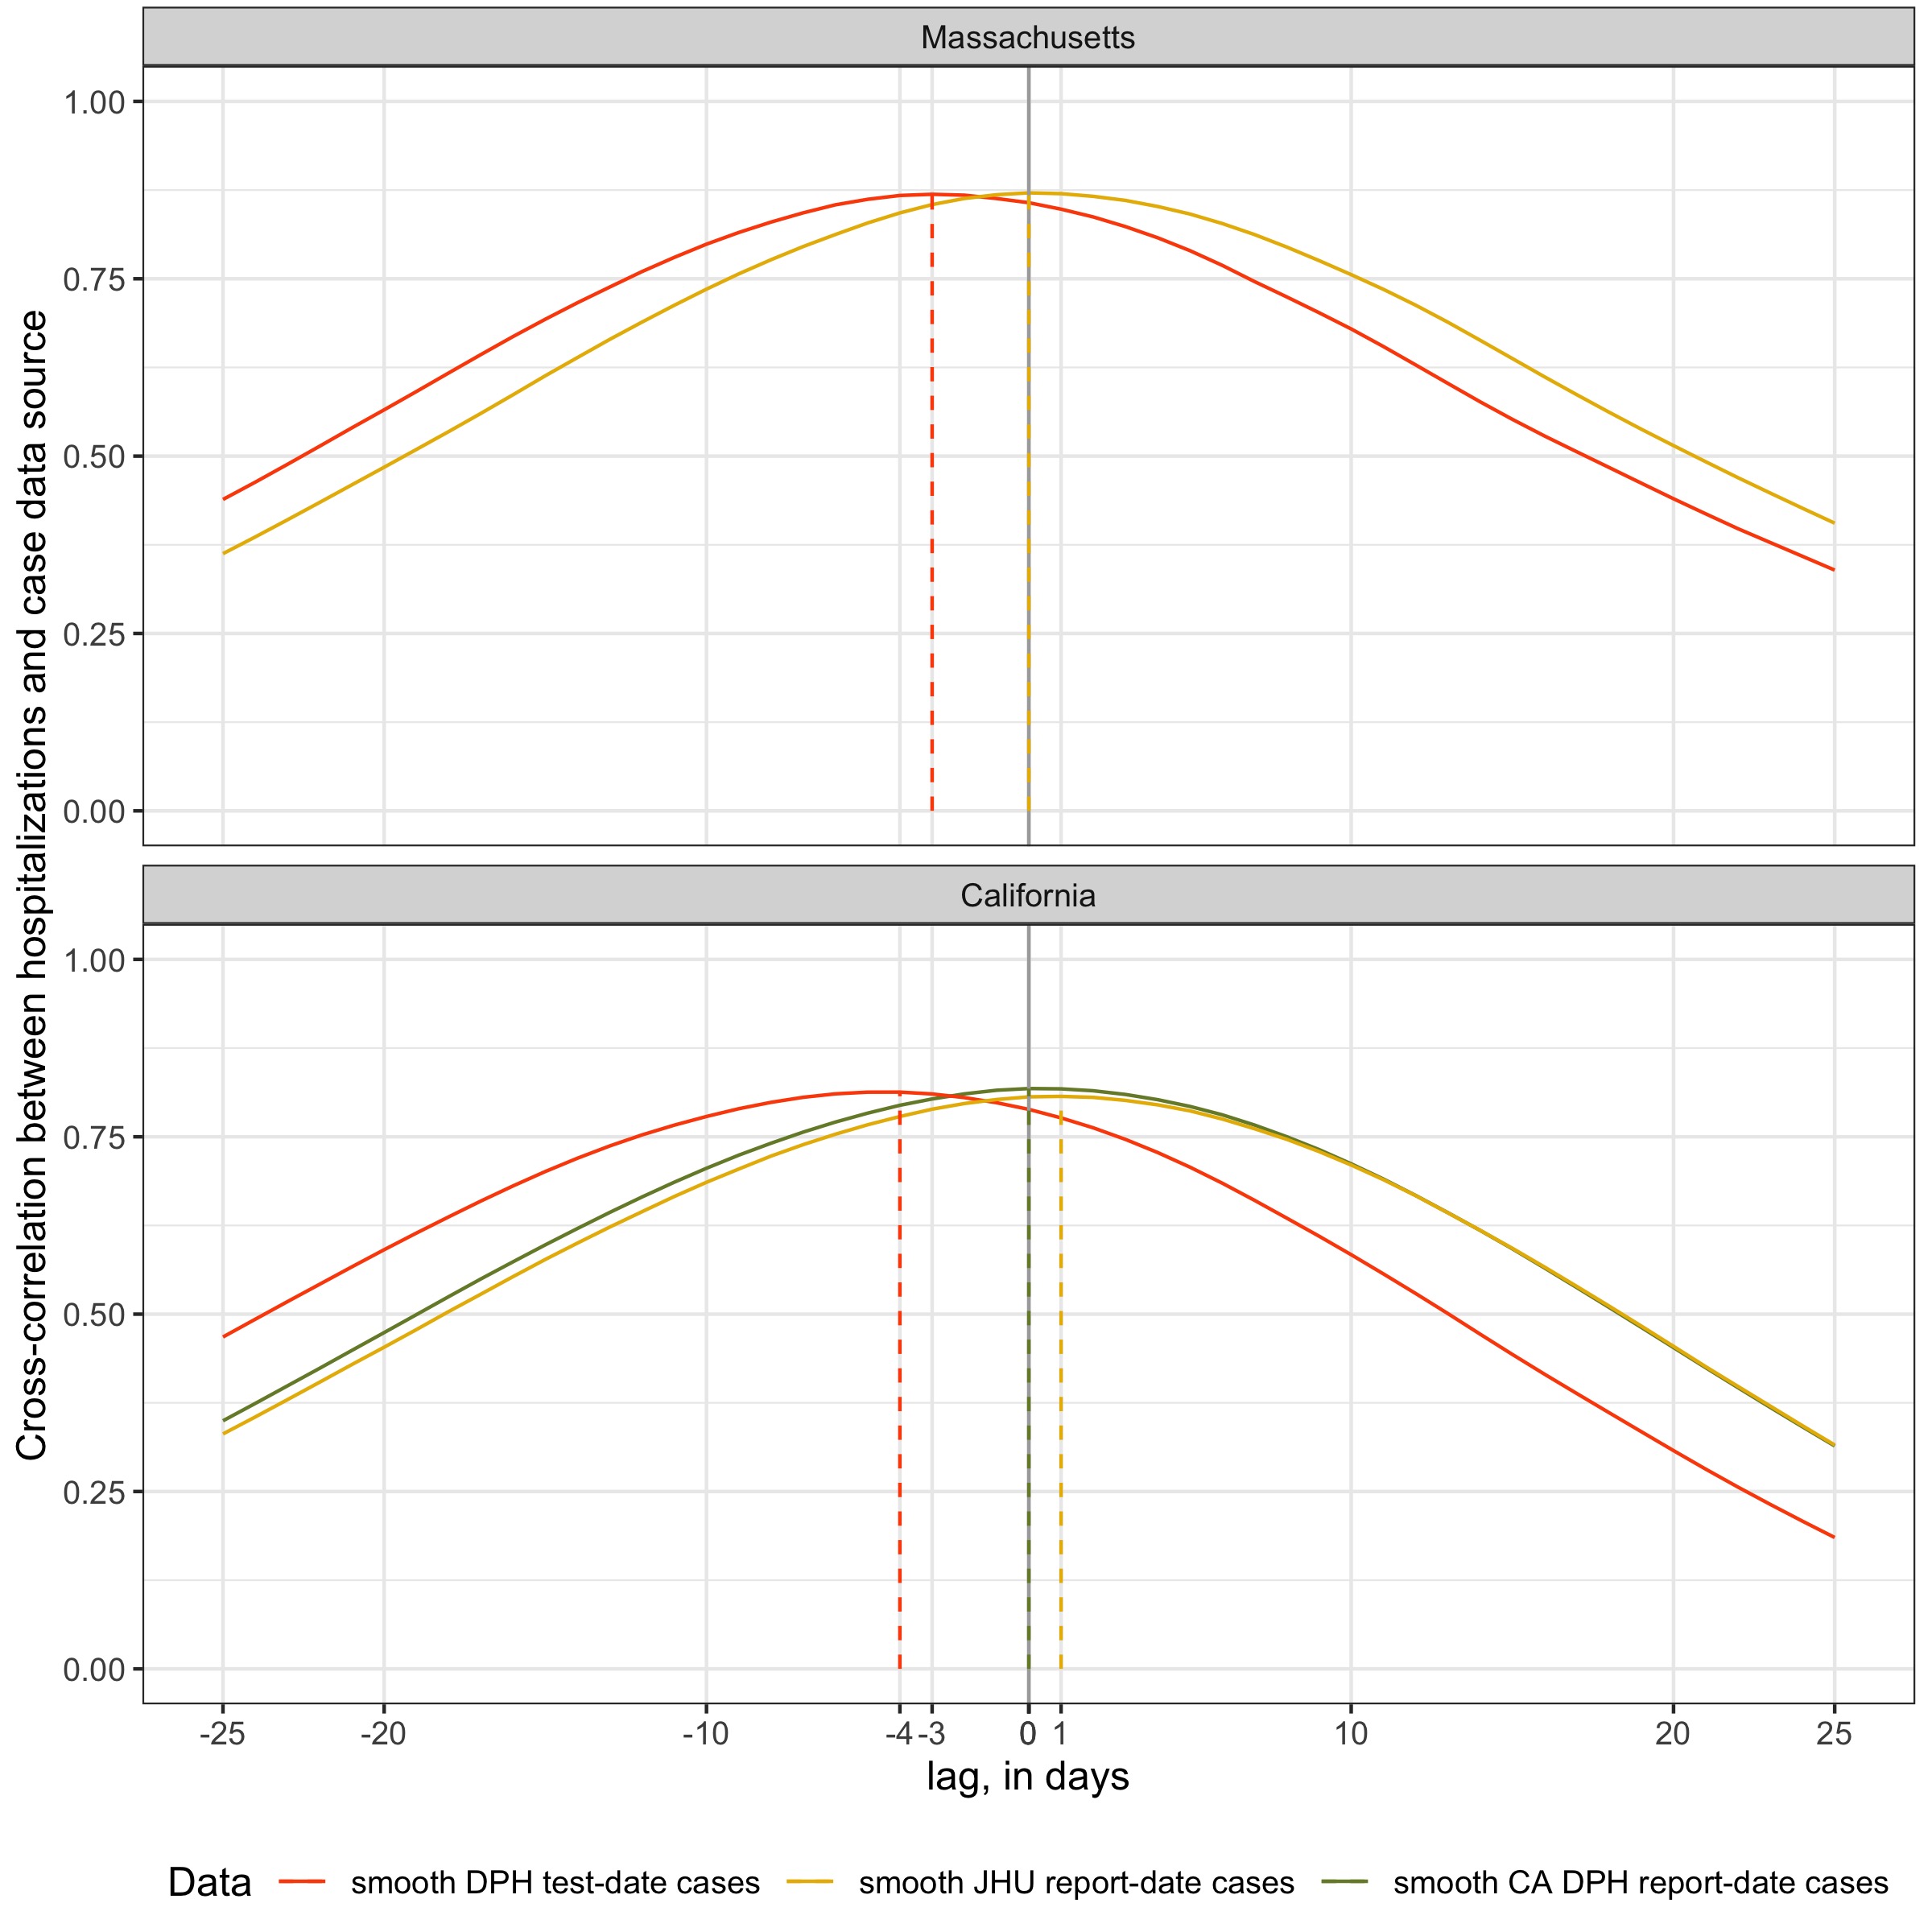 Massachusetts
1.00
0.75
0.50
0.25
0.00
California
1.00
0.75
0.50
0.25
0.00
-25 -20 -10 -4 -3 0 1 10 20 25
lag, in days
Cross-correlation between hospitalizations and case data source
Data smooth DPH test-date cases smooth JHU report-date cases smooth CA DPH report-date cases